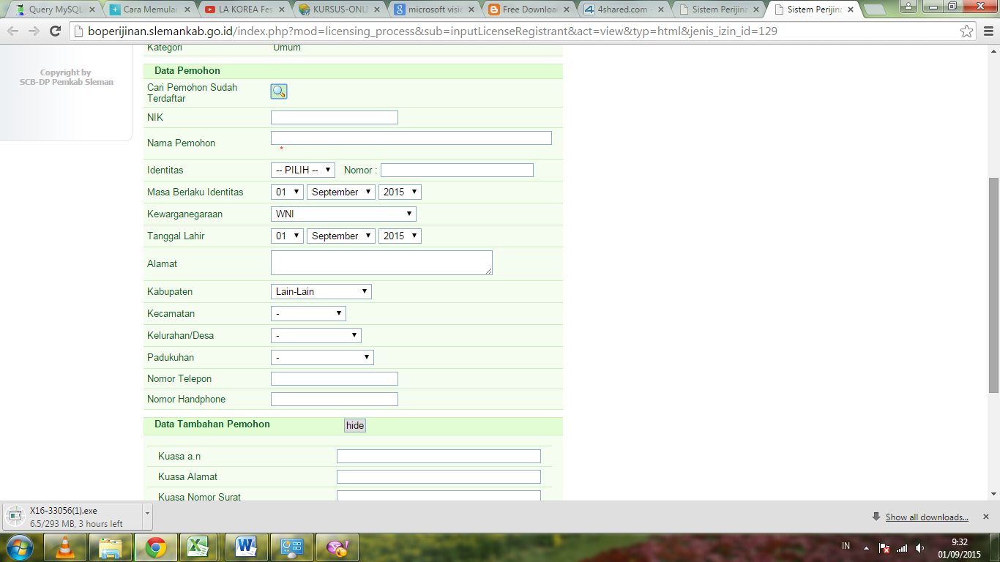 Query MySQL
Cara Memulai
LA KOREA Fes
KURSUS-ONLI
microsoft visi
Free Downloa
4shared.com -
Sistem Perijina
Sistem Perijina
boperijinan.slemankab.go.id/index.php?mod=licensing_process&sub=inputLicenseRegistrant&act=view&typ=html&jenis_izin_id=129
Copyright by
SCB-DP Pemkab Sleman
Kategori Umum
Data Pemohon
Cari Pemohon Sudah
Terdaftar
NIK
Nama Pemohon
*
Identitas -- PILIH -- Nomor :
Masa Berlaku Identitas 01 September 2015
Kewarganegaraan WNI
Tanggal Lahir 01 September 2015
Alamat
Kabupaten Lain-Lain
Kecamatan -
Kelurahan/Desa -
Padukuhan -
Nomor Telepon
Nomor Handphone
Data Tambahan Pemohon hide
Kuasa a.n
Kuasa Alamat
Kuasa Nomor Surat
X16-33056(1).exe
6.5/293 MB, 3 hours left
Show all downloads...
IN
9:32
01/09/2015